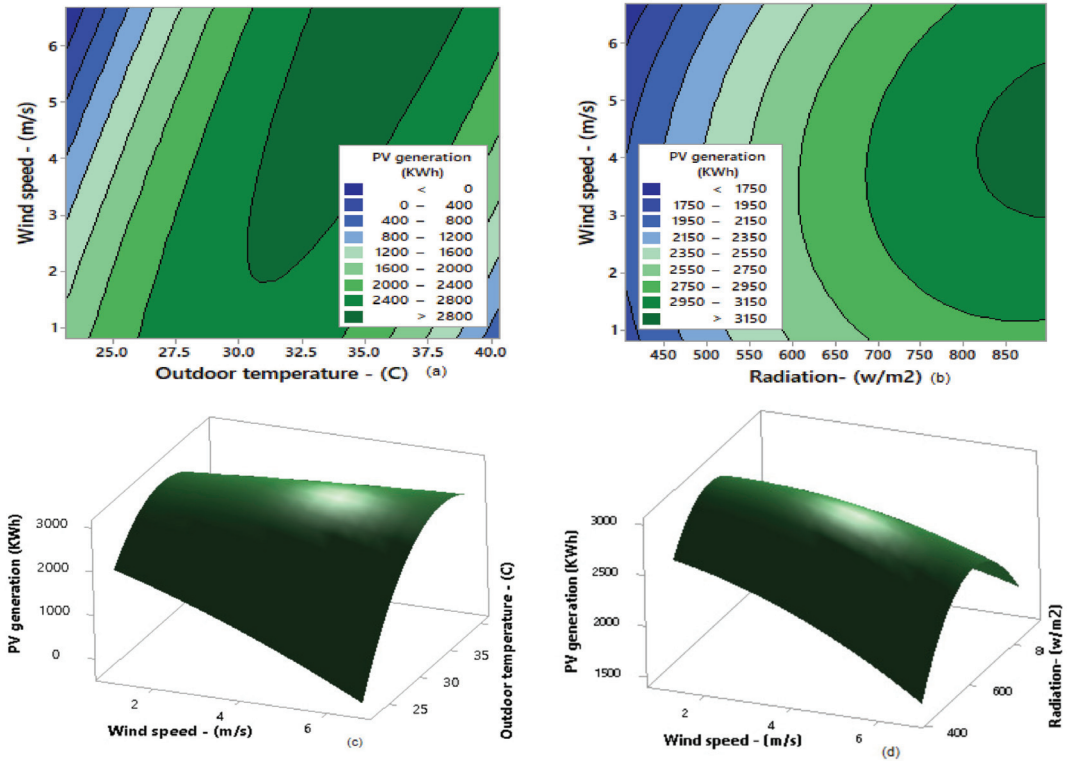 6
5
4
3
2
1
Wind speed - (m/s)
PV generation
(KWh)
< 0
0 – 400
400 – 800
800 – 1200
1200 – 1600
1600 – 2000
2000 – 2400
2400 – 2800
> 2800
25.0 27.5 30.0 32.5 35.0 37.5 40.0
Outdoor temperature - (C) (a)
6
5
4
3
2
1
Wind speed - (m/s)
PV generation
(KWh)
< 1750
1750 – 1950
1950 – 2150
2150 – 2350
2350 – 2550
2550 – 2750
2750 – 2950
2950 – 3150
> 3150
450 500 550 600 650 700 750 800 850
Radiation- (w/m2) (b)
PV generation (KWh)
3000
2000
1000
0
2 4 6
Wind speed - (m/s) (c)
25 30 35
Outdoor temperature - (C)
PV generation (KWh)
3000
2500
2000
1500
2 4 6
Wind speed - (m/s) (d)
400 600 8
Radiation- (w/m2)